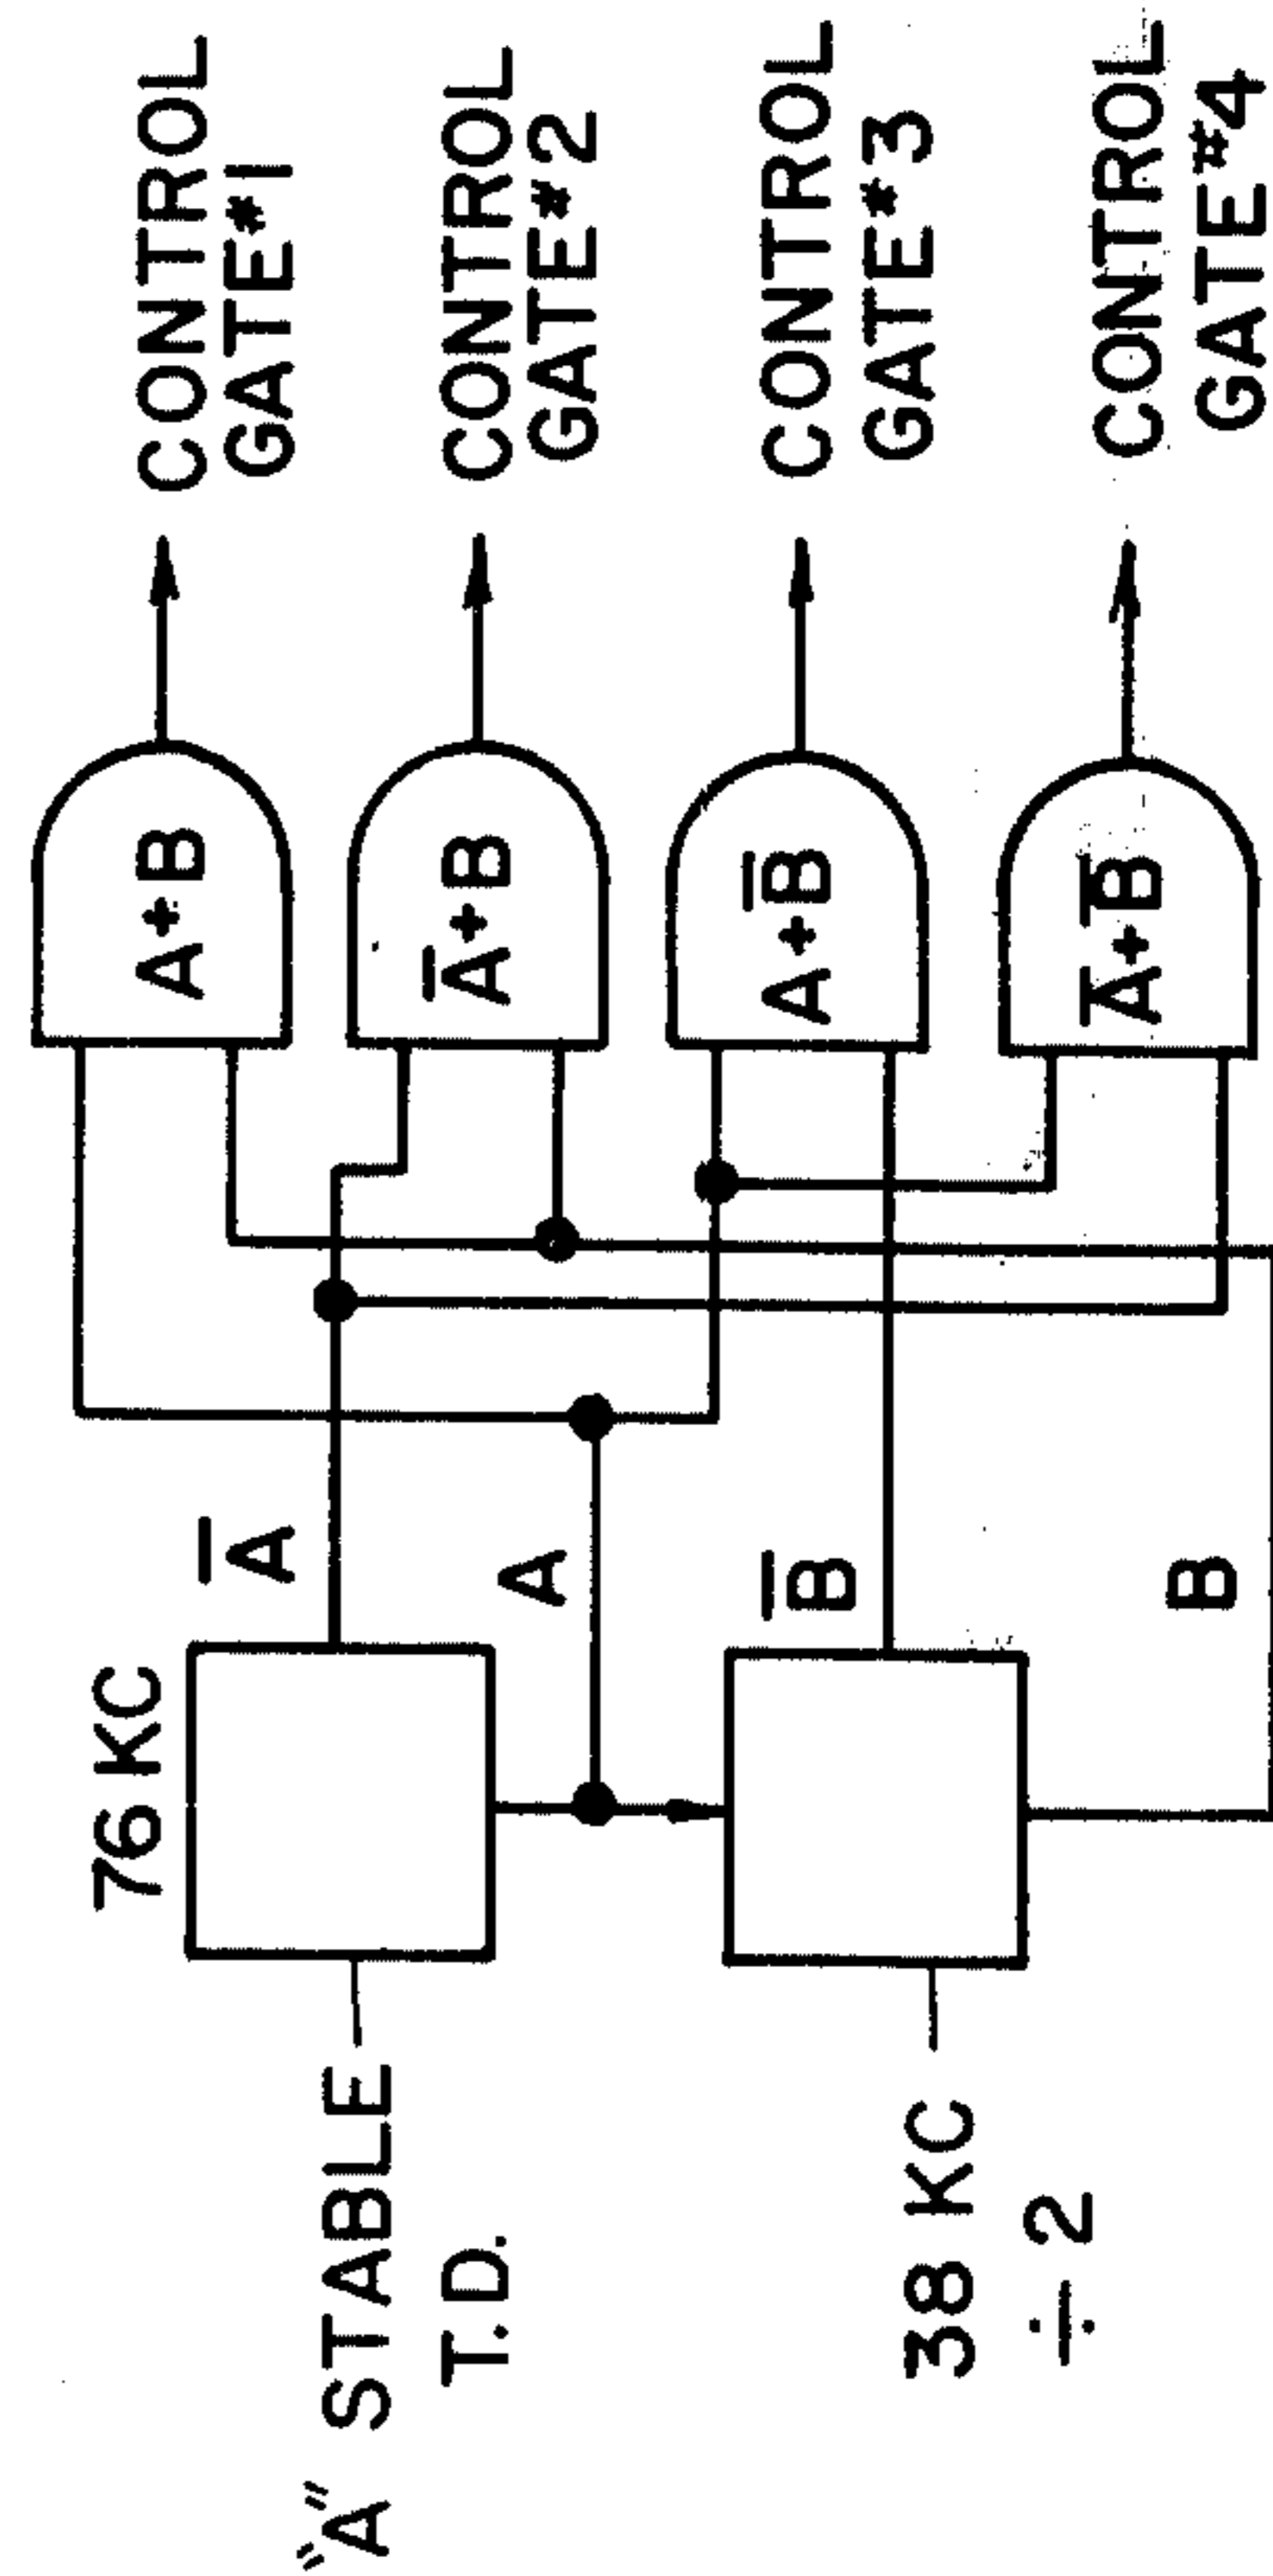 "A" STABLE
T.D.
76 KC
A̅
A
38 KC
÷ 2
B̅
B
A+B
A̅+B
A+B̅
A̅+B̅
CONTROL
GATE#1
CONTROL
GATE#2
CONTROL
GATE#3
CONTROL
GATE#4